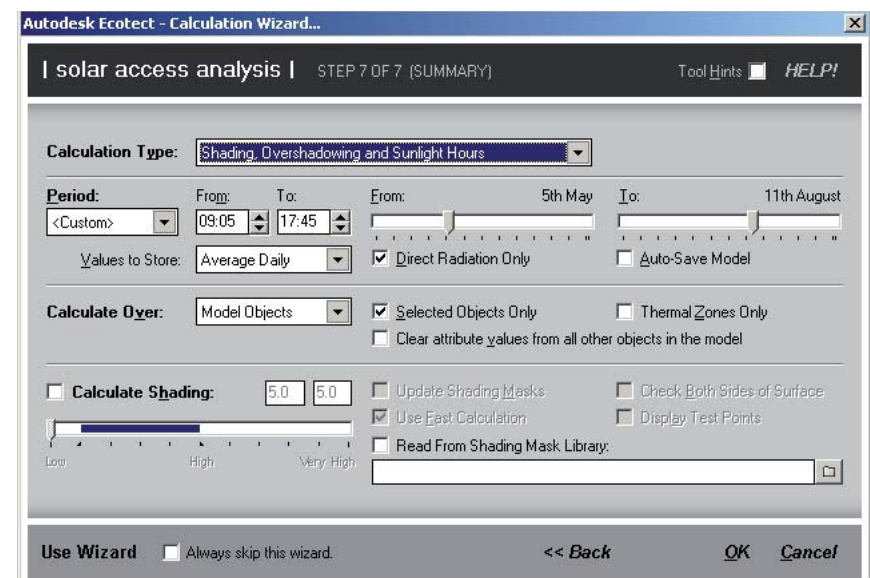 Autodesk Ecotect - Calculation Wizard...
| solar access analysis | STEP 7 OF 7 (SUMMARY) Tool Hints HELP!
Calculation Type: Shading, Overshadowing and Sunlight Hours
Period: From: To: From: 5th May To: 11th August
<Custom> 09:05 17:45
Values to Store: Average Daily Direct Radiation Only Auto-Save Model
Calculate Over: Model Objects Selected Objects Only Thermal Zones Only
Clear attribute values from all other objects in the model
Calculate Shading: 5.0 5.0 Update Shading Masks Check Both Sides of Surface
Use Fast Calculation Display Test Points
Low High Very High Read From Shading Mask Library:
Use Wizard Always skip this wizard. << Back OK Cancel